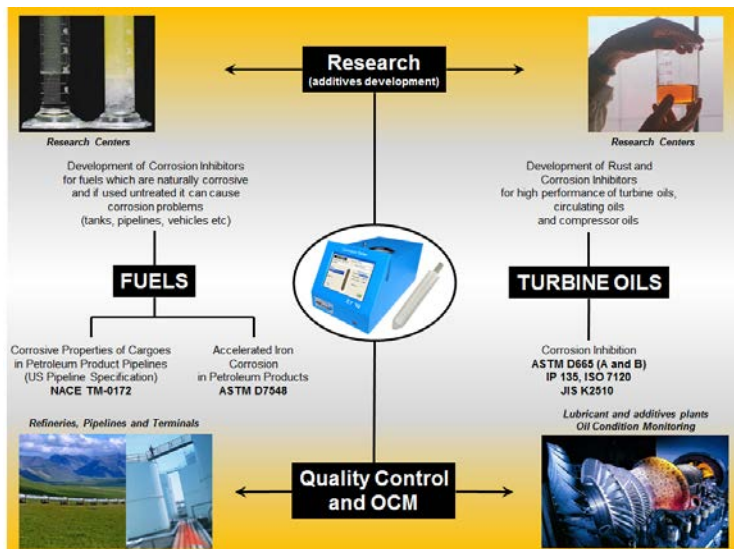 Research
(additives development)
Research Centers
Research Centers
Development of Corrosion Inhibitors
for fuels which are naturally corrosive
and if used untreated it can cause
corrosion problems
(tanks, pipelines, vehicles etc)
Development of Rust and
Corrosion Inhibitors
for high performance of turbine oils,
circulating oils
and compressor oils
FUELS
TURBINE OILS
Corrosive Properties of Cargoes
in Petroleum Product Pipelines
(US Pipeline Specification)
NACE TM-0172
Accelerated Iron
Corrosion
in Petroleum Products
ASTM D7548
Corrosion Inhibition
ASTM D665 (A and B)
IP 135, ISO 7120
JIS K2510
Refineries, Pipelines and Terminals
Lubricant and additives plants
Oil Condition Monitoring
Quality Control
and OCM